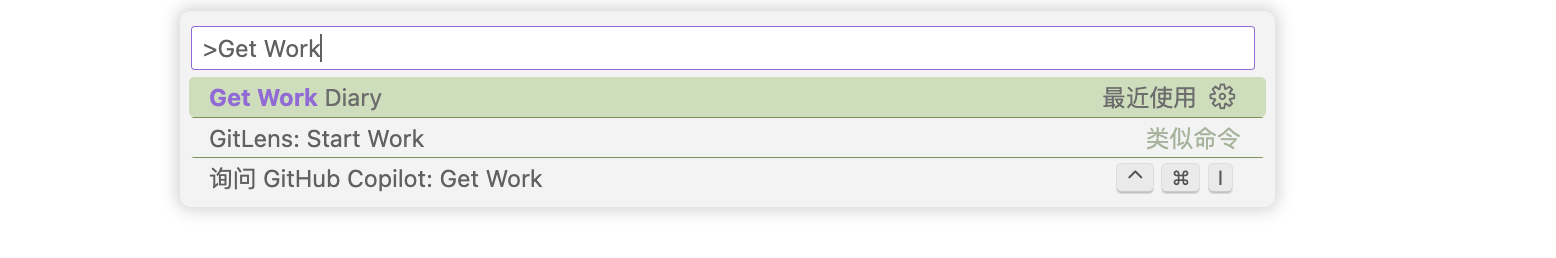 >Get Work
Get Work Diary 最近使用
GitLens: Start Work 类似命令
询问 GitHub Copilot: Get Work ⌃ ⌘ I